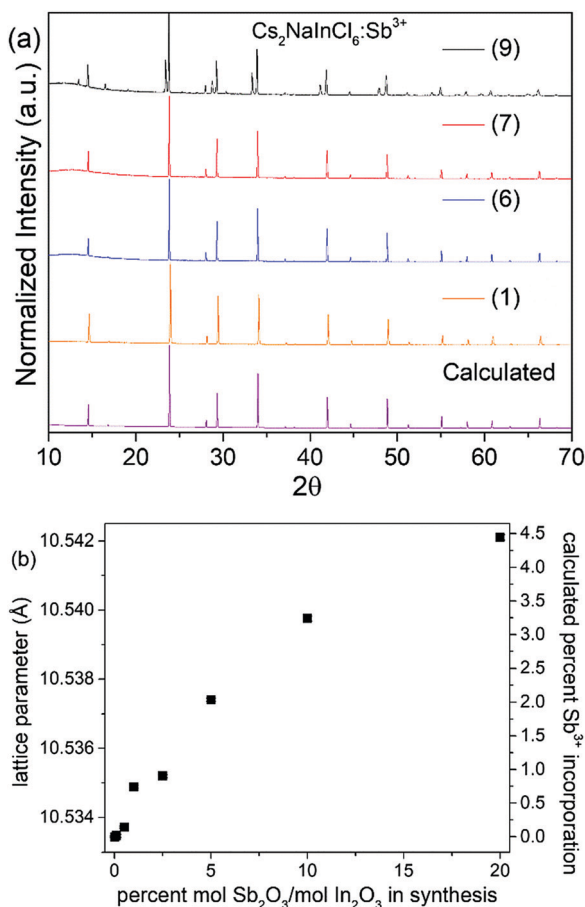 (a)
Cs₂NaInCl₆:Sb³⁺
(9)
(7)
(6)
(1)
Calculated
Normalized Intensity (a.u.)
10 20 30 40 50 60 70
2θ
(b)
10.542
10.540
10.538
10.536
10.534
lattice parameter (Å)
4.5
4.0
3.5
3.0
2.5
2.0
1.5
1.0
0.5
0.0
calculated percent Sb³⁺ incorporation
0 5 10 15 20
percent mol Sb₂O₃/mol In₂O₃ in synthesis